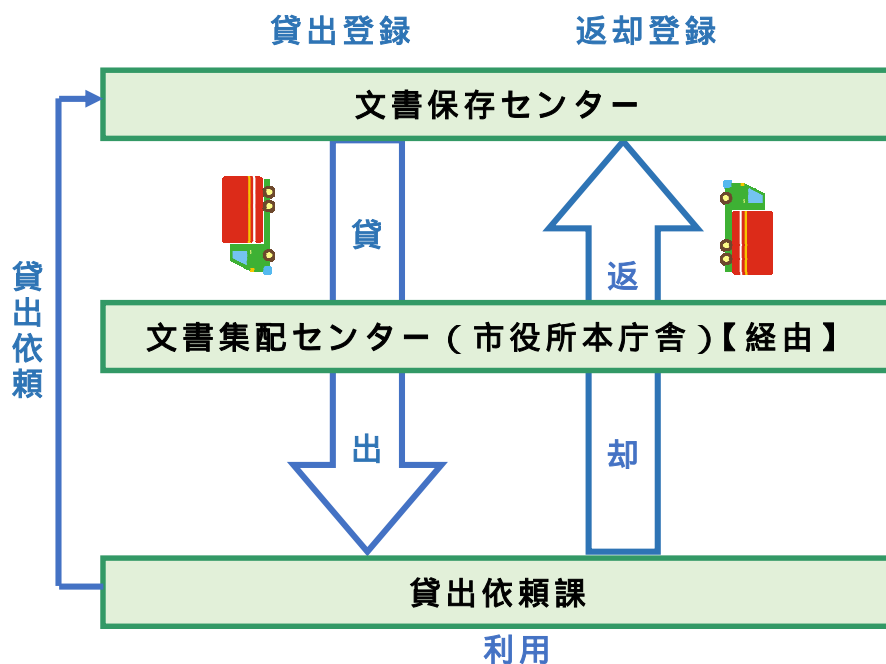 貸出登録
返却登録
文書保存センター
貸出
返却
貸出依頼
文書集配センター（市役所本庁舎）【経由】
貸出依頼課
利用